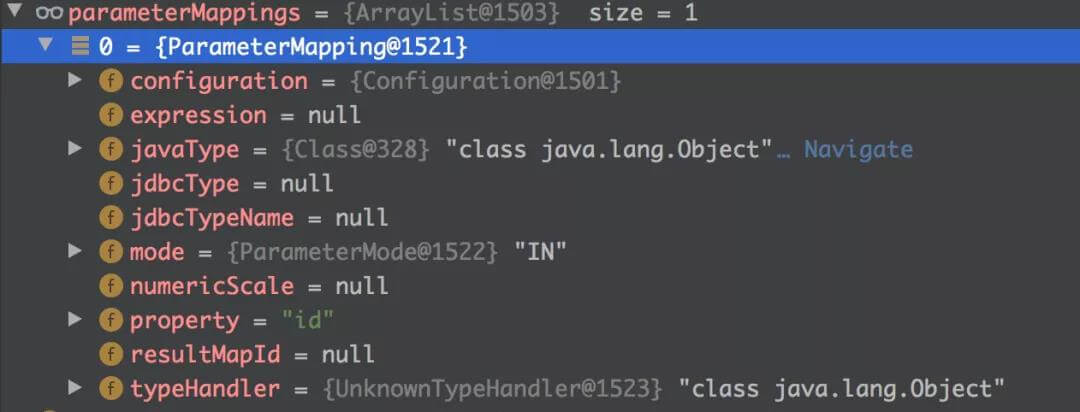 parameterMappings = {ArrayList@1503} size = 1
0 = {ParameterMapping@1521}
f configuration = {Configuration@1501}
f expression = null
f javaType = {Class@328} "class java.lang.Object"... Navigate
f jdbcType = null
f jdbcTypeName = null
f mode = {ParameterMode@1522} "IN"
f numericScale = null
f property = "id"
f resultMapId = null
f typeHandler = {UnknownTypeHandler@1523} "class java.lang.Object"